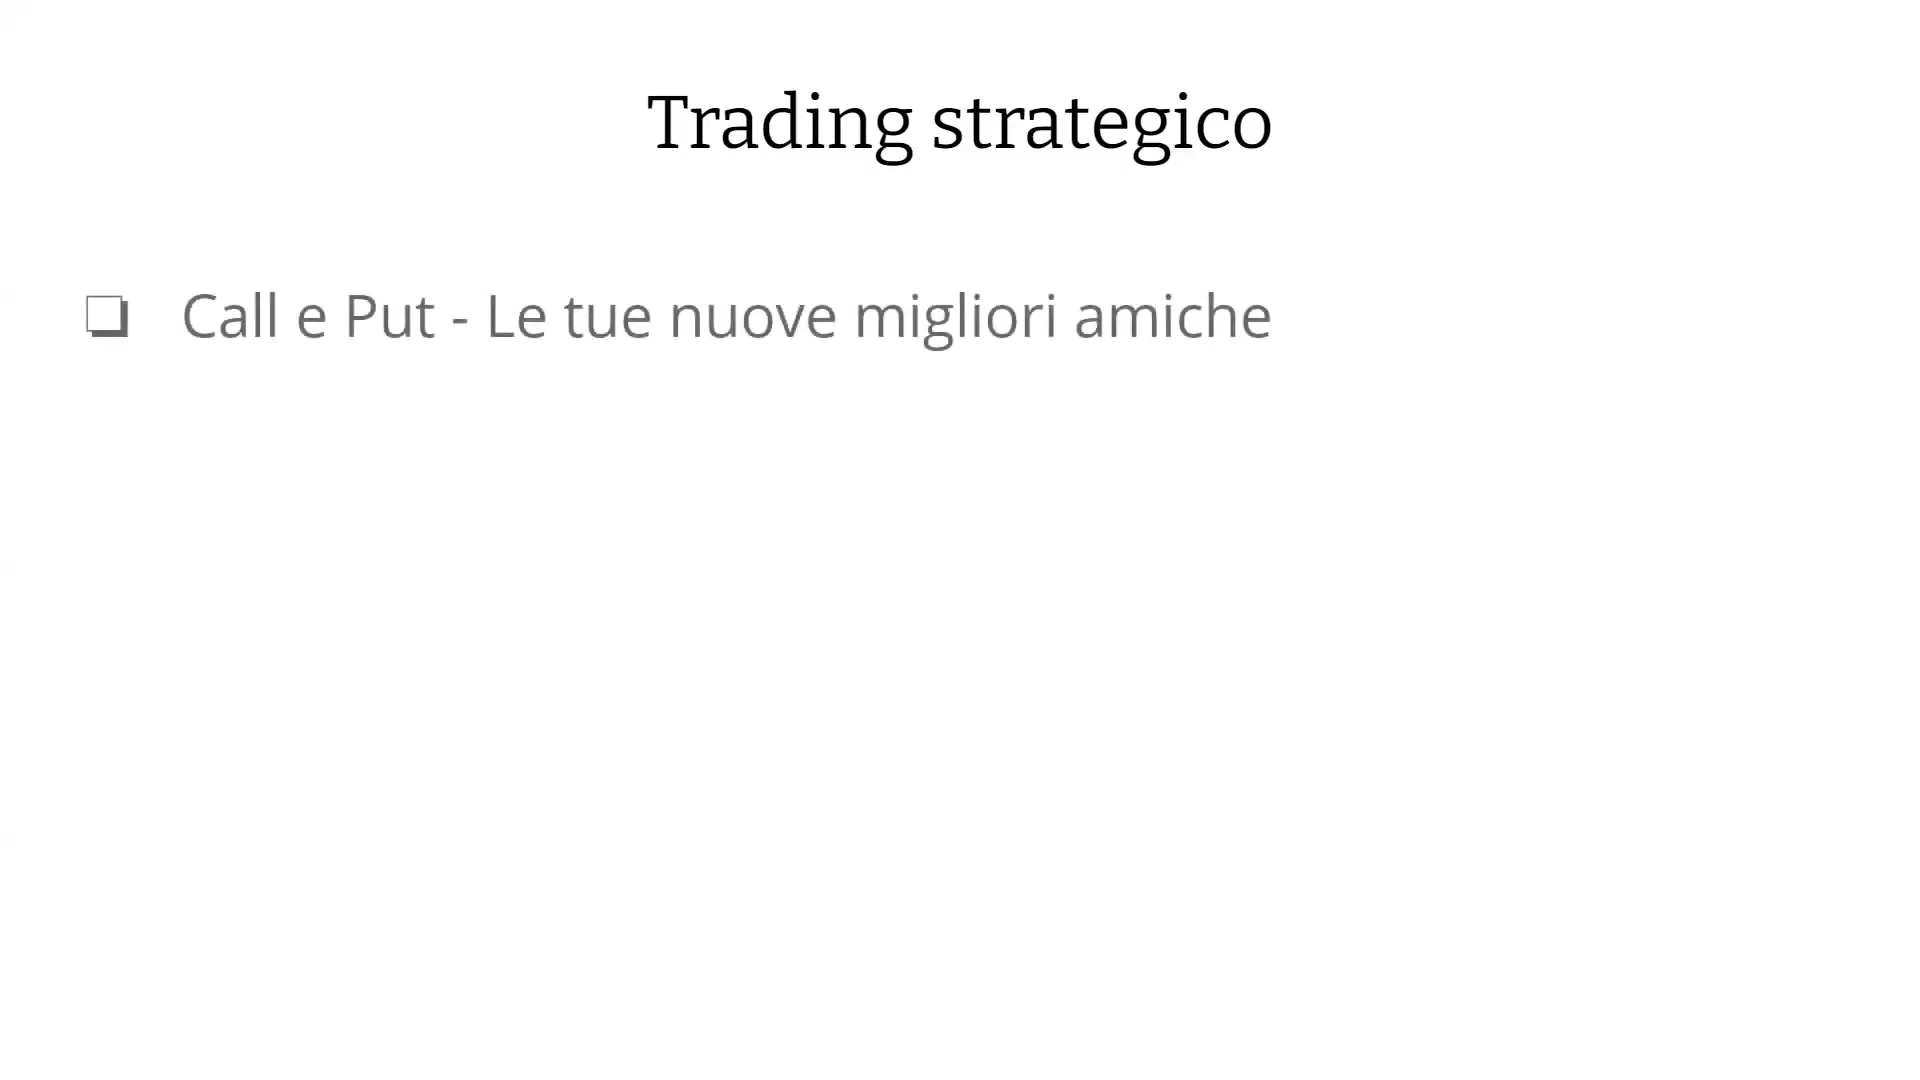 Trading strategico
❏ Call e Put - Le tue nuove migliori amiche